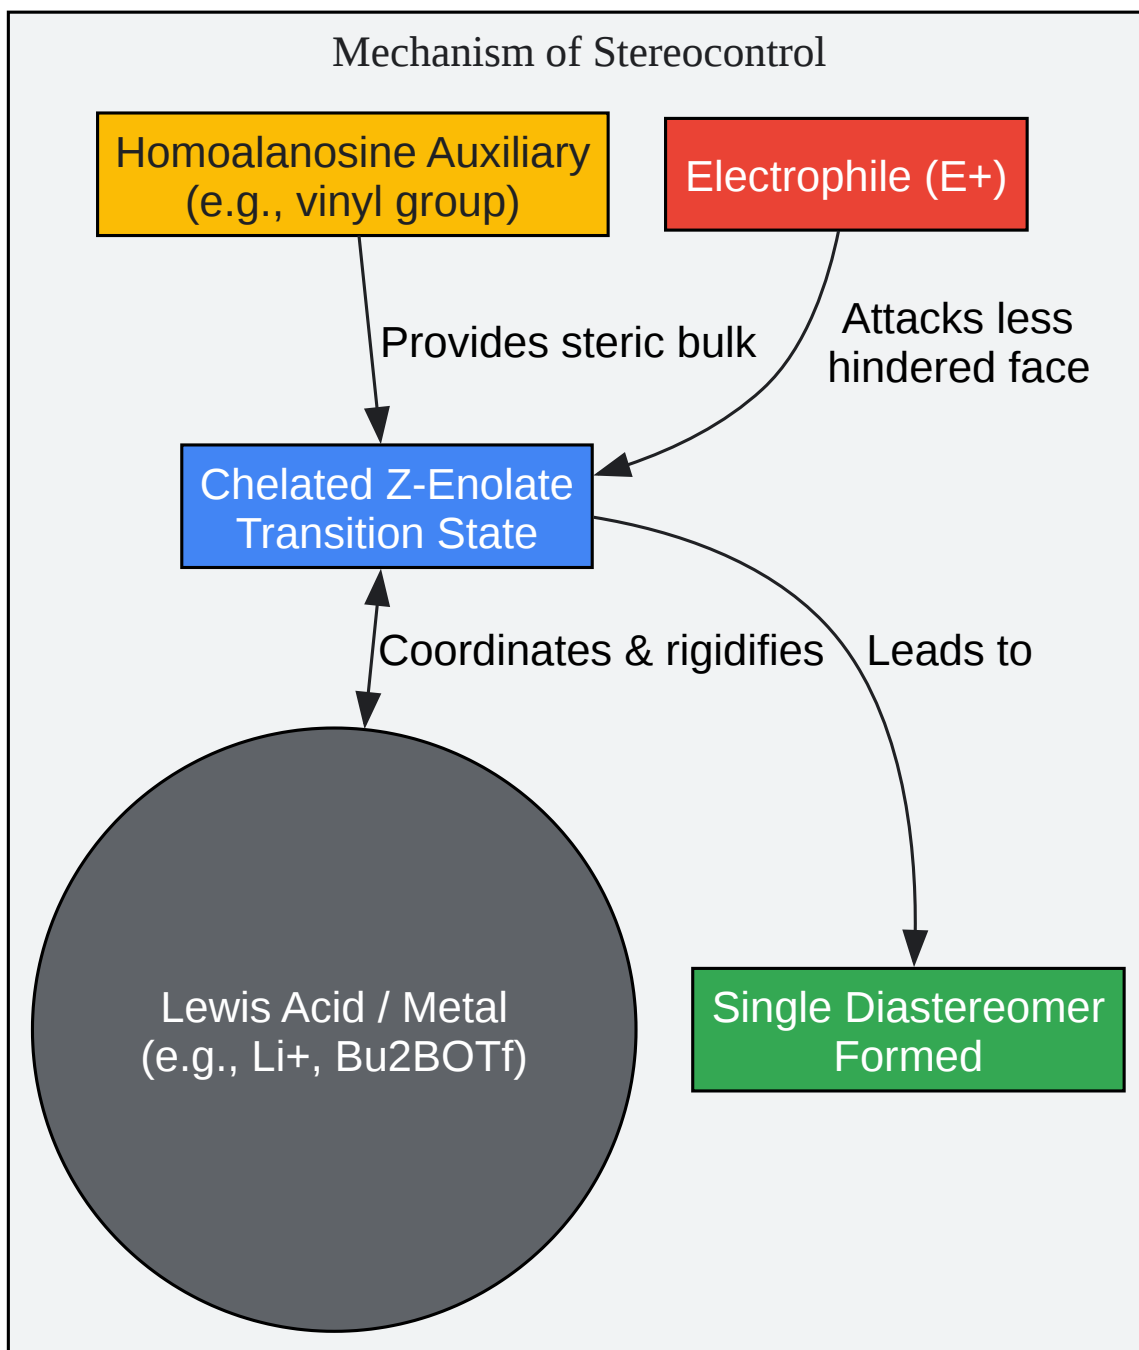 Mechanism of Stereocontrol
Homoalanosine Auxiliary
(e.g., vinyl group)
Electrophile (E+)
Provides steric bulk
Attacks less
hindered face
Chelated Z-Enolate
Transition State
Coordinates & rigidifies
Leads to
Lewis Acid / Metal
(e.g., Li+, Bu2BOTf)
Single Diastereomer
Formed